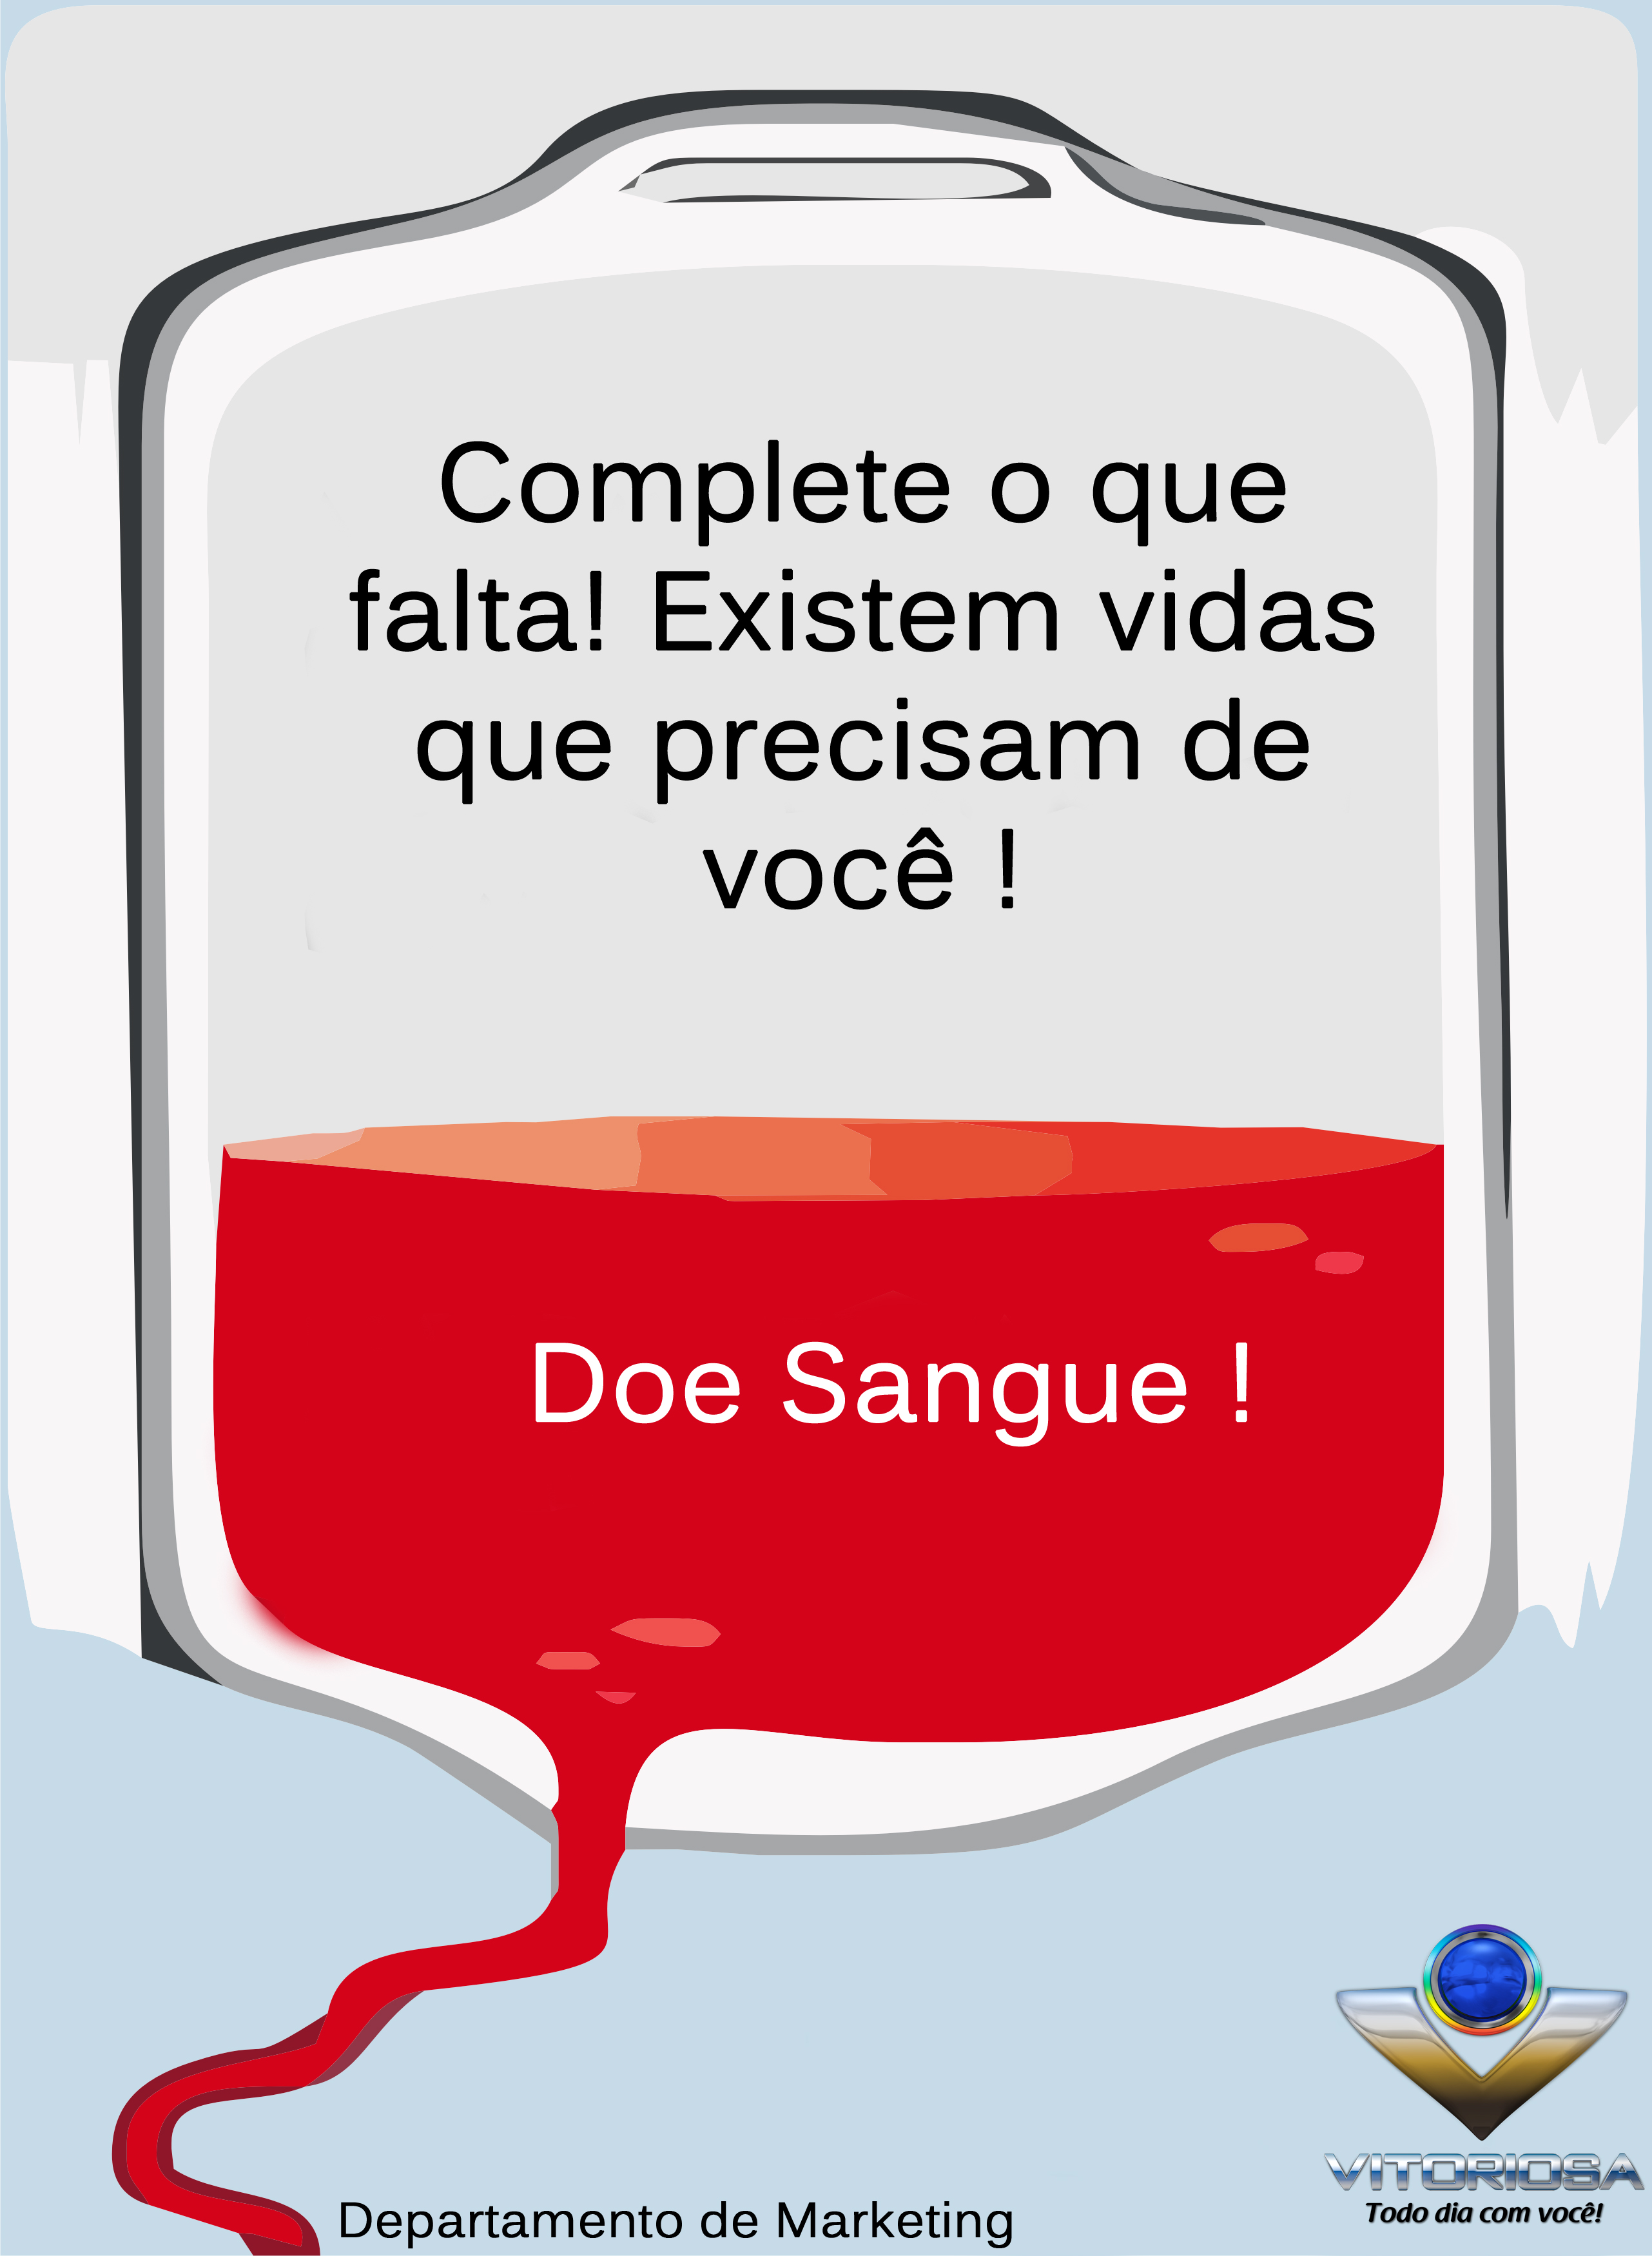 Complete o que
falta! Existem vidas
que precisam de
você !
Doe Sangue !
VITORIOSA
Todo dia com você!
Departamento de Marketing